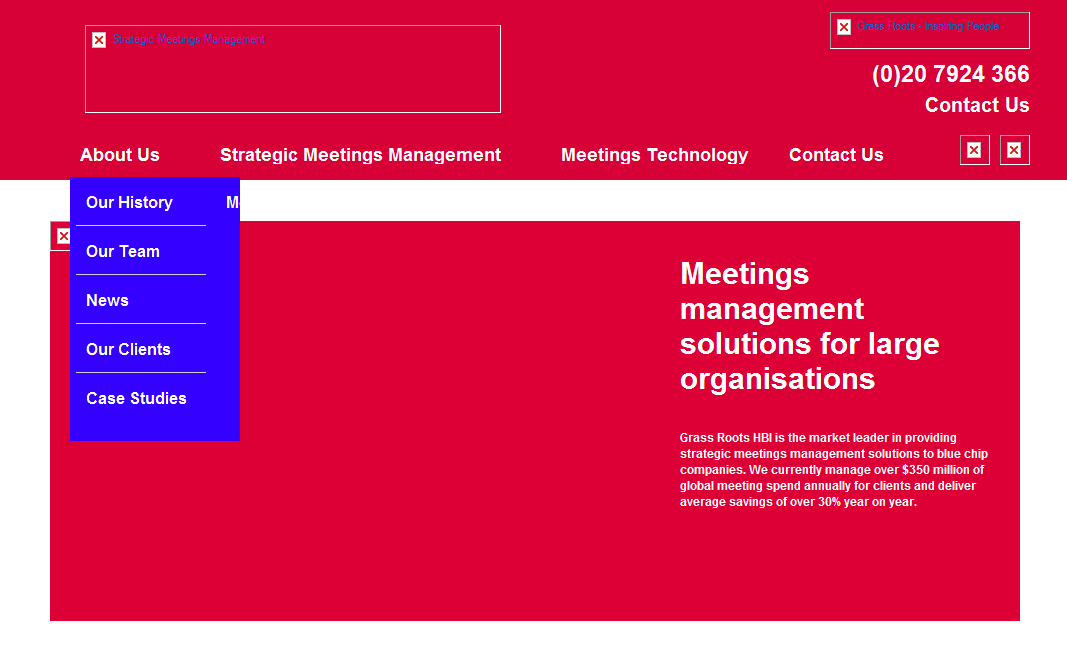 Strategic Meetings Management
Grass Roots - Inspiring People
(0)20 7924 366
Contact Us
About Us
Strategic Meetings Management
Meetings Technology
Contact Us
Our History
Our Team
News
Our Clients
Case Studies
Meetings
management
solutions for large
organisations
Grass Roots HBI is the market leader in providing
strategic meetings management solutions to blue chip
companies. We currently manage over $350 million of
global meeting spend annually for clients and deliver
average savings of over 30% year on year.